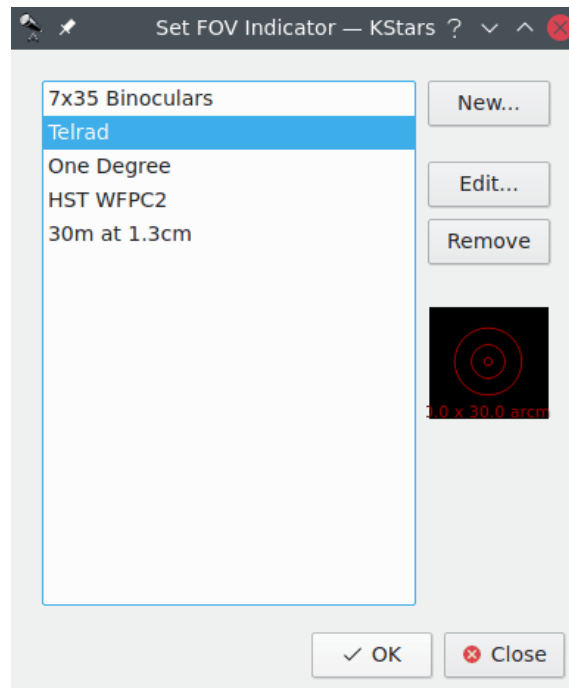 Set FOV Indicator — KStars
7x35 Binoculars
Telrad
One Degree
HST WFPC2
30m at 1.3cm
New...
Edit...
Remove
.0 x 30.0 arcm
OK
Close